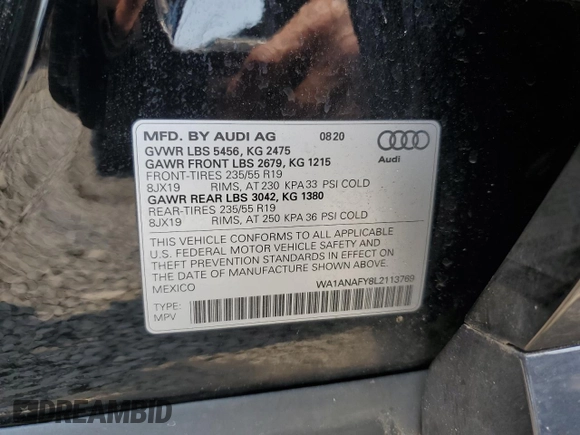 MFD. BY AUDI AG 08 20
GVWR LBS 5456, KG 2475
GAWR FRONT LBS 2679, KG 1215
FRONT-TIRES 235/55 R19
8JX19 RIMS, AT 230 KPA 33 PSI COLD
GAWR REAR LBS 3042, KG 1380
REAR-TIRES 235/55 R19
8JX19 RIMS, AT 250 KPA 36 PSI COLD
Audi
THIS VEHICLE CONFORMS TO ALL APPLICABLE
U.S. FEDERAL MOTOR VEHICLE SAFETY AND
THEFT PREVENTION STANDARDS IN EFFECT ON
THE DATE OF MANUFACTURE SHOWN ABOVE.
MEXICO WA1ANAFY8L2113769
TYPE:
MPV
DREAMBID